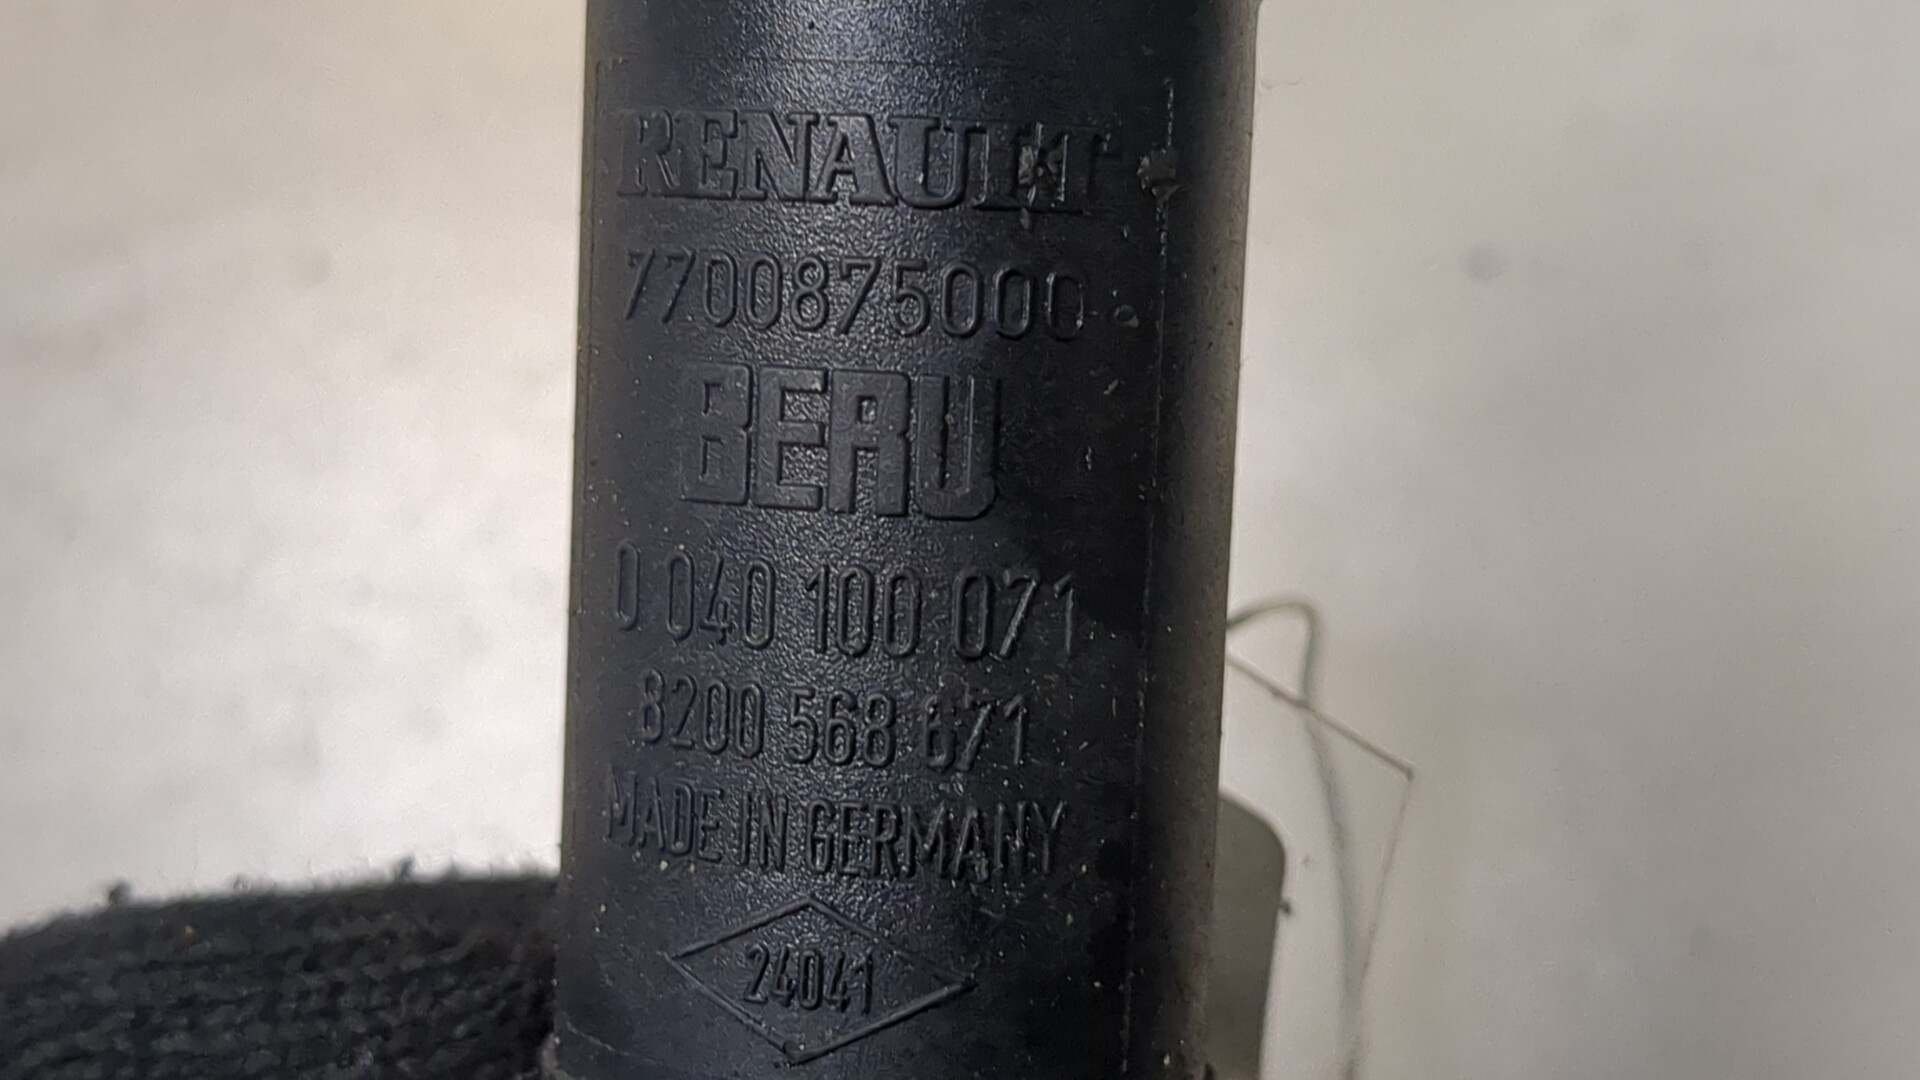 RENAULT
7700875000
BERU
0 040 100 071
8200 568 671
MADE IN GERMANY
24041